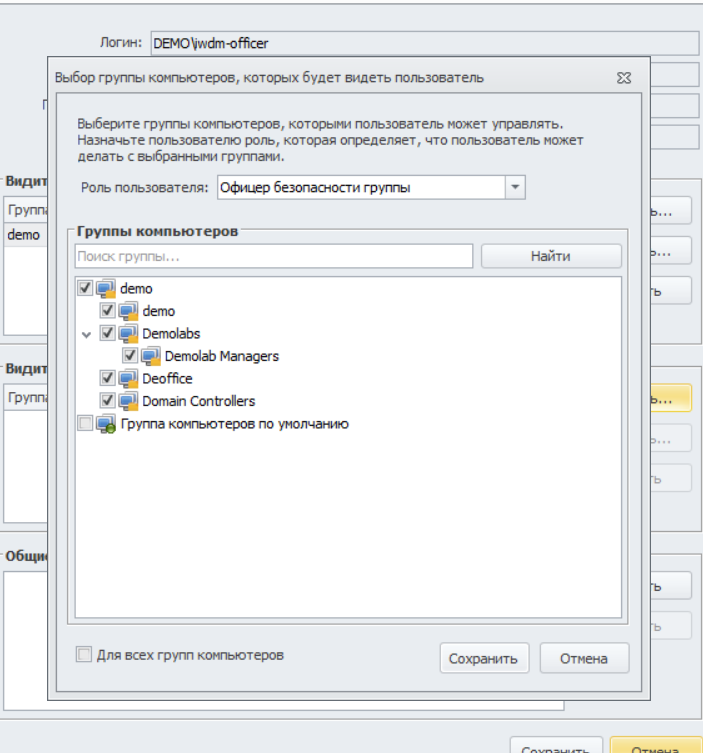 Логин: DEMO\iwdm-officer
Выбор группы компьютеров, которых будет видеть пользователь
Выберите группы компьютеров, которыми пользователь может управлять.
Назначьте пользователю роль, которая определяет, что пользователь может
делать с выбранными группами.
Роль пользователя: Офицер безопасности группы
Видит
Групп
demo
Группы компьютеров
Поиск группы... Найти
demo
demo
Demolabs
Demolab Managers
Deoffice
Domain Controllers
Группа компьютеров по умолчанию
Видит
Групп
Общи
Для всех групп компьютеров Сохранить Отмена
Сохранить Отмена